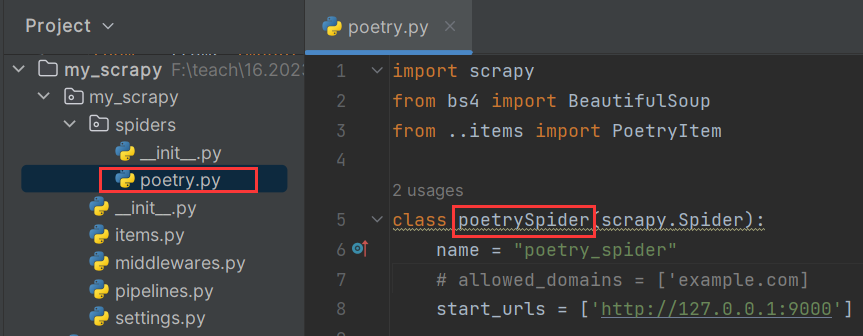 Project
my_scrapy F:\teach\16.2023
my_scrapy
spiders
__init__.py
poetry.py
__init__.py
items.py
middlewares.py
pipelines.py
settings.py
poetry.py
1 import scrapy
2 from bs4 import BeautifulSoup
3 from ..items import PoetryItem
4
2 usages
5 class poetrySpider(scrapy.Spider):
6 name = "poetry_spider"
7 # allowed_domains = ['example.com]
8 start_urls = ['http://127.0.0.1:9000']